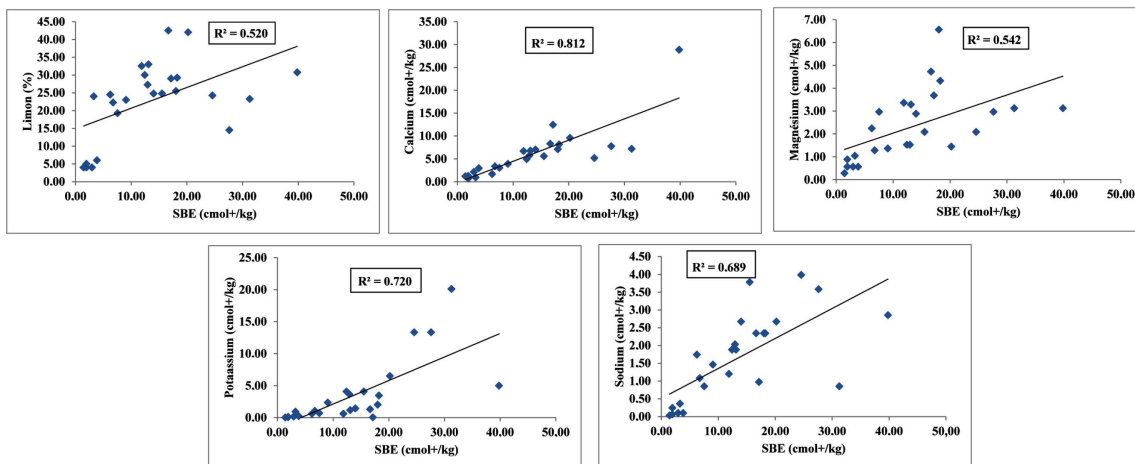 Limon (%)
45.00
40.00
35.00
30.00
25.00
20.00
15.00
10.00
5.00
0.00
R² = 0.520
0.00 10.00 20.00 30.00 40.00 50.00
SBE (cmol+/kg)
Calcium (cmol+/kg)
35.00
30.00
25.00
20.00
15.00
10.00
5.00
0.00
R² = 0.812
0.00 10.00 20.00 30.00 40.00 50.00
SBE (cmol+/kg)
Magnésium (cmol+/kg)
7.00
6.00
5.00
4.00
3.00
2.00
1.00
0.00
R² = 0.542
0.00 10.00 20.00 30.00 40.00 50.00
SBE (cmol+/kg)
Potaassium (cmol+/kg)
25.00
20.00
15.00
10.00
5.00
0.00
R² = 0.720
0.00 10.00 20.00 30.00 40.00 50.00
SBE (cmol+/kg)
Sodium (cmol+/kg)
4.50
4.00
3.50
3.00
2.50
2.00
1.50
1.00
0.50
0.00
R² = 0.689
0.00 10.00 20.00 30.00 40.00 50.00
SBE (cmol+/kg)